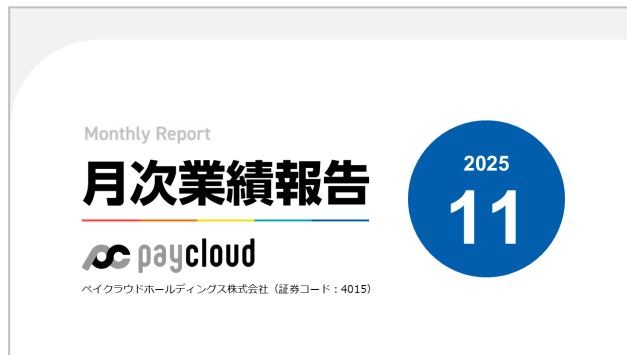 Monthly Report
月次業績報告
2025
11
paycloud
ペイクラウドホールディングス株式会社（証券コード：4015）